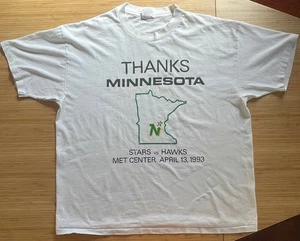 THANKS
MINNESOTA
N
STARS vs HAWKS
MET CENTER APRIL 13, 1993